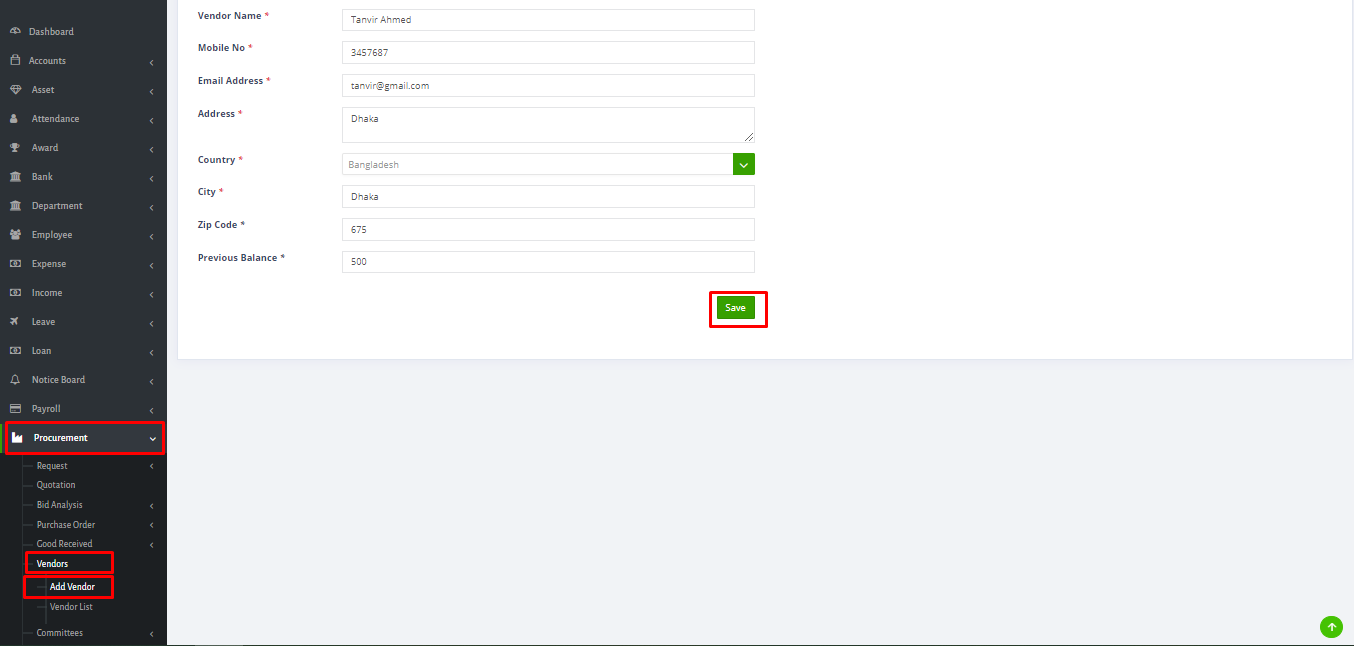 Dashboard
Accounts
Asset
Attendance
Award
Bank
Department
Employee
Expense
Income
Leave
Loan
Notice Board
Payroll
Procurement
Request
Quotation
Bid Analysis
Purchase Order
Good Received
Vendors
Add Vendor
Vendor List
Committees
Vendor Name * Tanvir Ahmed
Mobile No * 3457687
Email Address * tanvir@gmail.com
Address * Dhaka
Country * Bangladesh
City * Dhaka
Zip Code * 675
Previous Balance * 500
Save